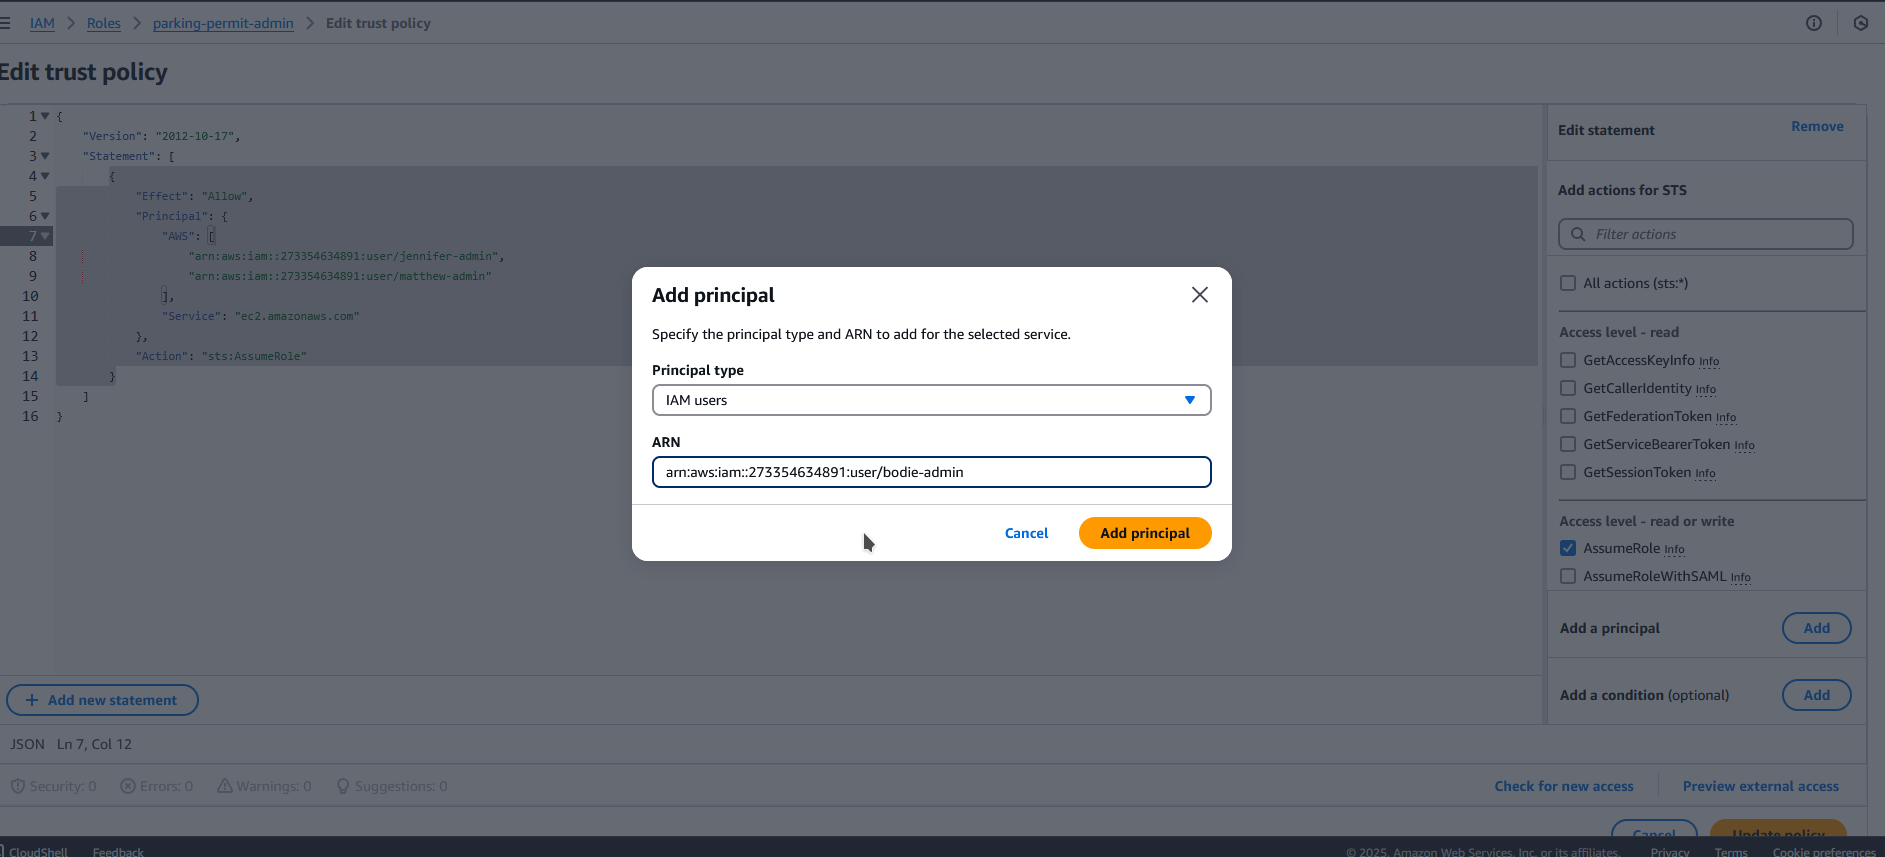 IAM > Roles > parking-permit-admin > Edit trust policy
Edit trust policy
1 {
2 "Version": "2012-10-17",
3 "Statement": [
4 {
5 "Effect": "Allow",
6 "Principal": {
7 "AWS": [
8 "arn:aws:iam::273354634891:user/jennifer-admin",
9 "arn:aws:iam::273354634891:user/matthew-admin"
10 ],
11 "Service": "ec2.amazonaws.com"
12 },
13 "Action": "sts:AssumeRole"
14 }
15 ]
16 }
+ Add new statement
JSON Ln 7, Col 12
Security: 0 Errors: 0 Warnings: 0 Suggestions: 0
Check for new access Preview external access
Cancel Update policy
Edit statement Remove
Add actions for STS
Filter actions
All actions (sts:*)
Access level - read
GetAccessKeyInfo Info
GetCallerIdentity Info
GetFederationToken Info
GetServiceBearerToken Info
GetSessionToken Info
Access level - read or write
AssumeRole Info
AssumeRoleWithSAML Info
Add a principal Add
Add a condition (optional) Add
Add principal
Specify the principal type and ARN to add for the selected service.
Principal type
IAM users
ARN
arn:aws:iam::273354634891:user/bodie-admin
Cancel Add principal
CloudShell Feedback © 2025, Amazon Web Services, Inc. or its affiliates. Privacy Terms Cookie preferences